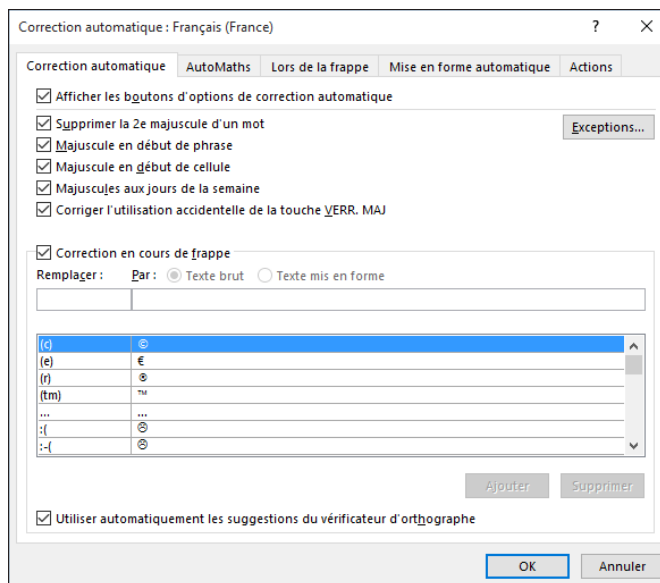 Correction automatique : Français (France) ? ×
Correction automatique AutoMaths Lors de la frappe Mise en forme automatique Actions
Afficher les boutons d'options de correction automatique
Supprimer la 2e majuscule d'un mot Exceptions...
Majuscule en début de phrase
Majuscule en début de cellule
Majuscules aux jours de la semaine
Corriger l'utilisation accidentelle de la touche VERR. MAJ
Correction en cours de frappe
Remplacer : Par : Texte brut Texte mis en forme
(c) ©
(e) €
(r) ®
(tm) ™
... ...
:( ☹
:-( ☹
Ajouter Supprimer
Utiliser automatiquement les suggestions du vérificateur d'orthographe
OK Annuler